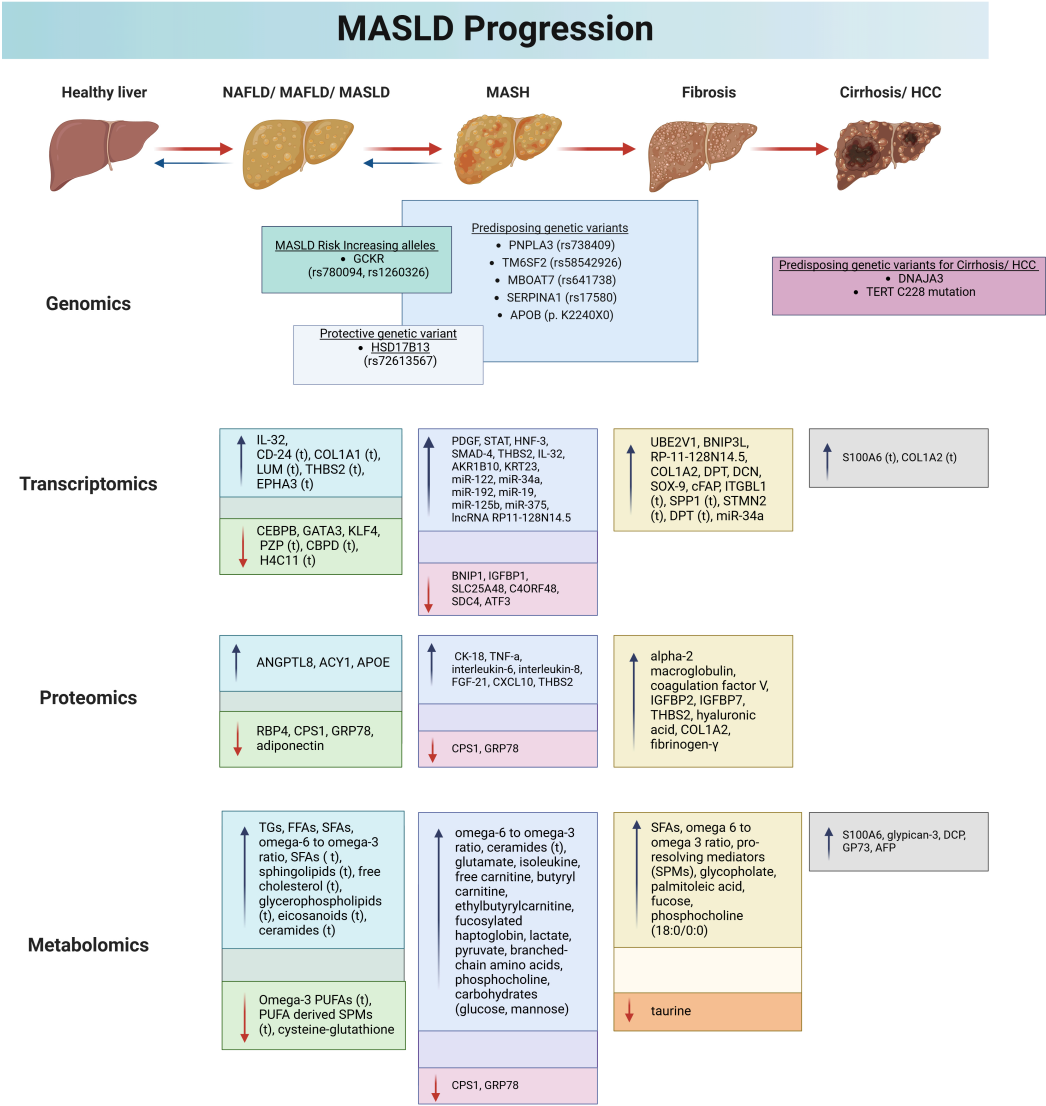 MASLD Progression
Healthy liver
NAFLD/ MAFLD/ MASLD
MASH
Fibrosis
Cirrhosis/ HCC
Genomics
MASLD Risk Increasing alleles
• GCKR
(rs780094, rs1260326)
Predisposing genetic variants
• PNPLA3 (rs738409)
• TM6SF2 (rs58542926)
• MBOAT7 (rs641738)
• SERPINA1 (rs17580)
• APOB (p. K2240X0)
Protective genetic variant
• HSD17B13
(rs72613567)
Predisposing genetic variants for Cirrhosis/ HCC
• DNAJA3
• TERT C228 mutation
Transcriptomics
IL-32,
CD-24 (t), COL1A1 (t),
LUM (t), THBS2 (t),
EPHA3 (t)
CEBPB, GATA3, KLF4,
PZP (t), CBPD (t),
H4C11 (t)
PDGF, STAT, HNF-3,
SMAD-4, THBS2, IL-32,
AKR1B10, KRT23,
miR-122, miR-34a,
miR-192, miR-19,
miR-125b, miR-375,
lncRNA RP11-128N14.5
BNIP1, IGFBP1,
SLC25A48, C4ORF48,
SDC4, ATF3
UBE2V1, BNIP3L,
RP-11-128N14.5,
COL1A2, DPT, DCN,
SOX-9, cFAP, ITGBL1
(t), SPP1 (t), STMN2
(t), DPT (t), miR-34a
S100A6 (t), COL1A2 (t)
Proteomics
ANGPTL8, ACY1, APOE
RBP4, CPS1, GRP78,
adiponectin
CK-18, TNF-a,
interleukin-6, interleukin-8,
FGF-21, CXCL10, THBS2
CPS1, GRP78
alpha-2
macroglobulin,
coagulation factor V,
IGFBP2, IGFBP7,
THBS2, hyaluronic
acid, COL1A2,
fibrinogen-γ
Metabolomics
TGs, FFAs, SFAs,
omega-6 to omega-3
ratio, SFAs ( t),
sphingolipids (t), free
cholesterol (t),
glycerophospholipids
(t), eicosanoids (t),
ceramides (t)
Omega-3 PUFAs (t),
PUFA derived SPMs
(t), cysteine-glutathione
omega-6 to omega-3
ratio, ceramides (t),
glutamate, isoleukine,
free carnitine, butyryl
carnitine,
ethylbutyrylcarnitine,
fucosylated
haptoglobin, lactate,
pyruvate, branched-
chain amino acids,
phosphocholine,
carbohydrates
(glucose, mannose)
CPS1, GRP78
SFAs, omega 6 to
omega 3 ratio, pro-
resolving mediators
(SPMs), glycopholate,
palmitoleic acid,
fucose,
phosphocholine
(18:0/0:0)
taurine
S100A6, glypican-3, DCP,
GP73, AFP